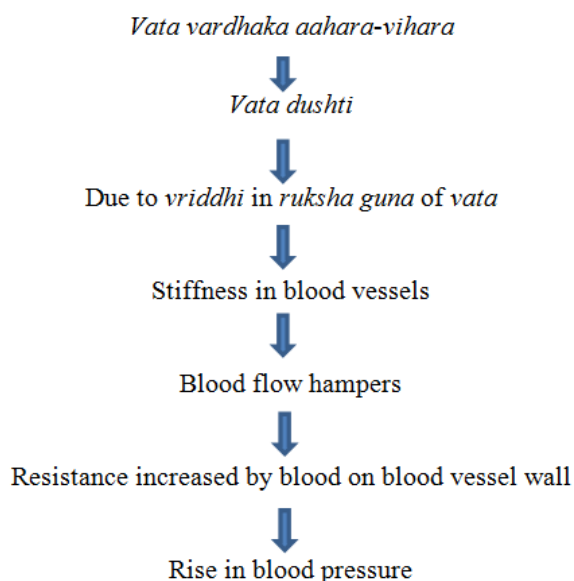 Vata vardhaka aahara-vihara
Vata dushti
Due to vriddhi in ruksha guna of vata
Stiffness in blood vessels
Blood flow hampers
Resistance increased by blood on blood vessel wall
Rise in blood pressure